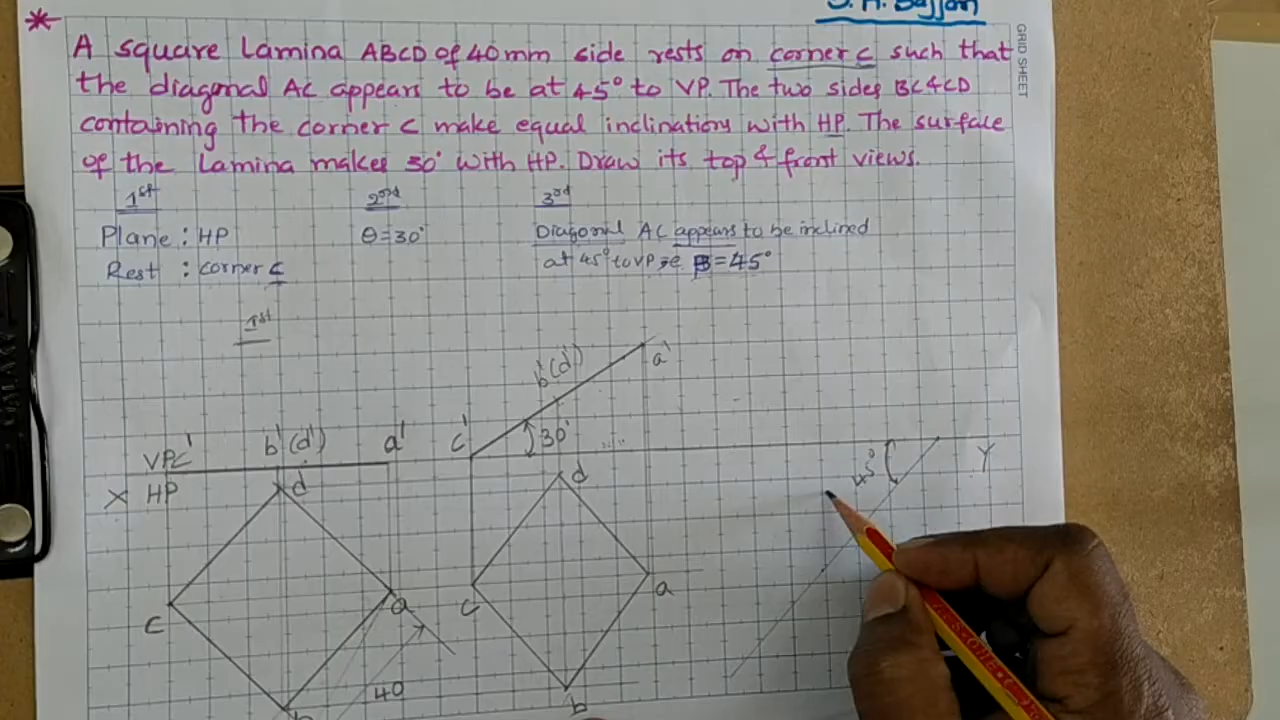 A square Lamina ABCD of 40mm side rests on corner C such that
the diagonal AC appears to be at 45° to VP. The two sides BC & CD
containing the corner C make equal inclinations with HP. The surface
of the Lamina makes 30° with HP. Draw its top & front views.
GRID SHEET
1st 2nd 3rd
Plane: HP θ=30° Diagonal AC appears to be inclined
Rest : corner C at 45° to VP ie β=45°
1st
b'(d') a'
VP C' b'(d') a' c' 30° 45° Y
X HP d d
c a c a
40
b b